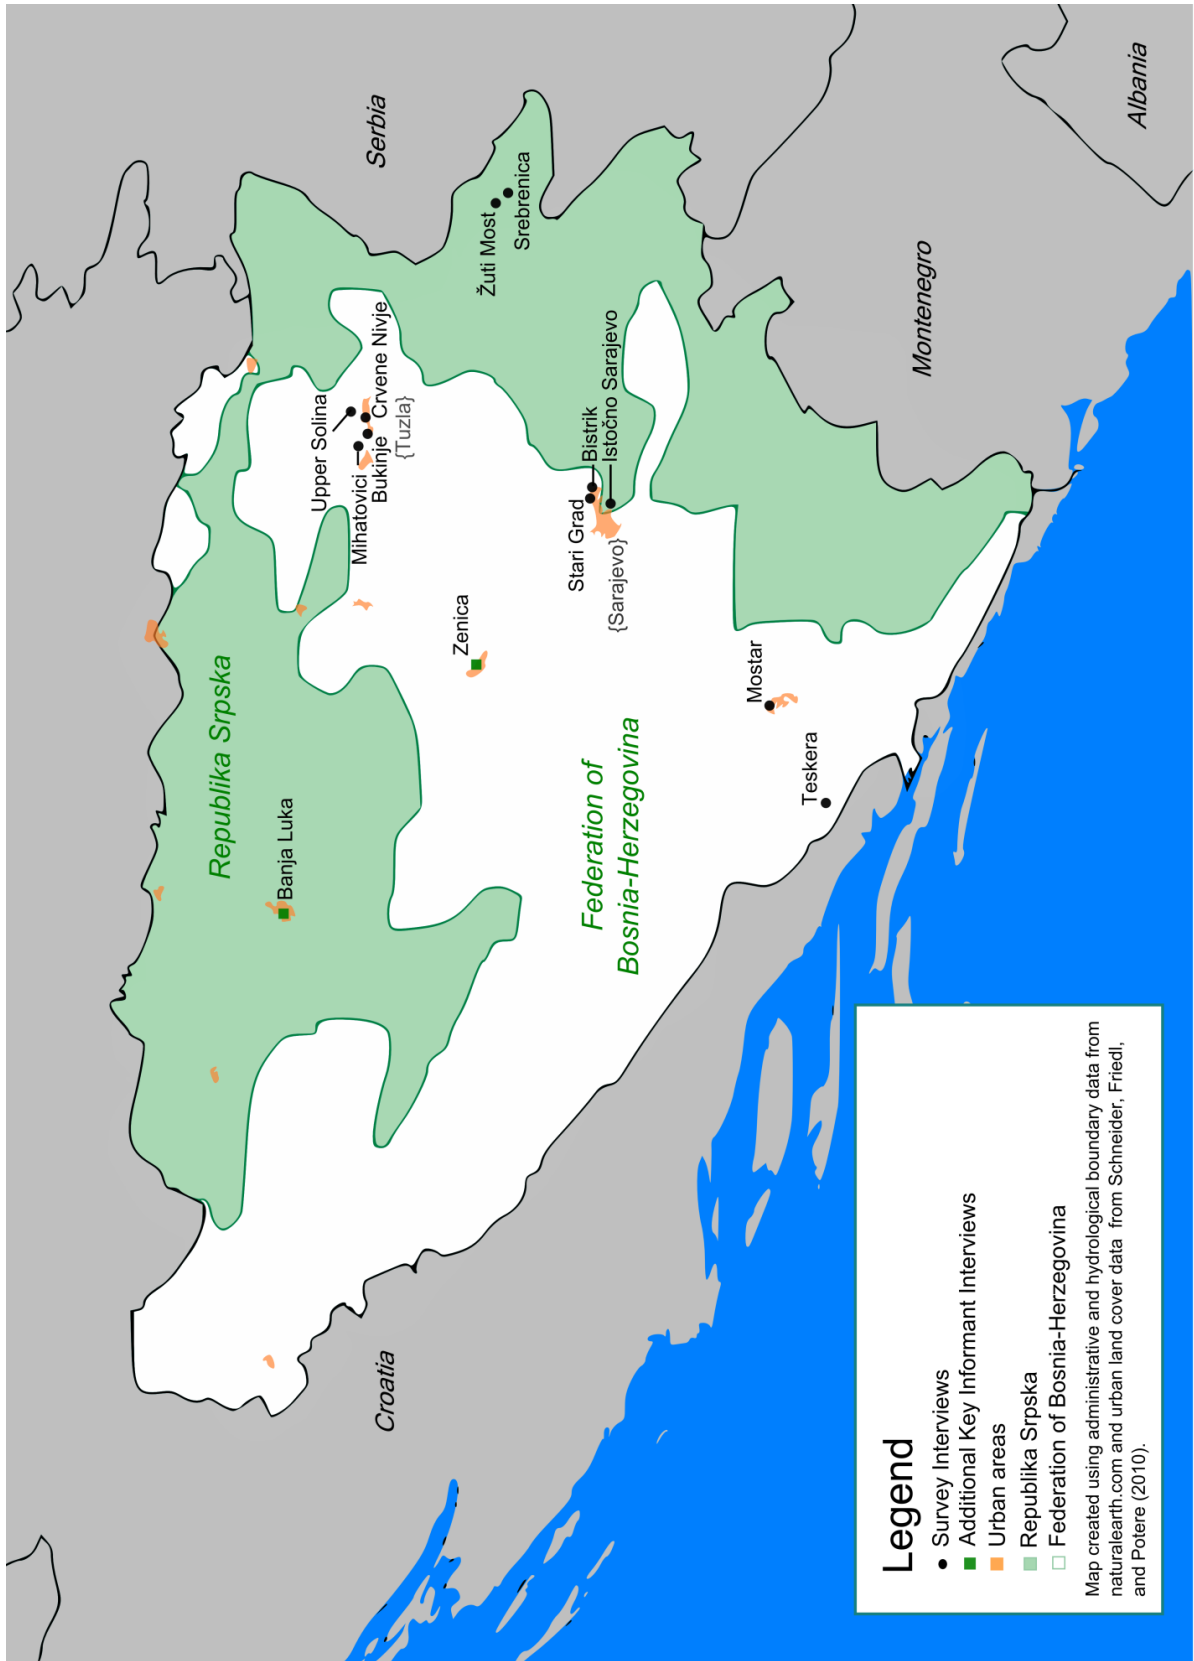 Serbia
Albania
Montenegro
Croatia
Republika Srpska
Federation of
Bosnia-Herzegovina
Upper Solina
Mihatovici
Bukinje
Crvene Nivje
{Tuzla}
Žuti Most
Srebrenica
Stari Grad
Bistrik
Istočno Sarajevo
{Sarajevo}
Zenica
Banja Luka
Mostar
Teskera
Legend
Survey Interviews
Additional Key Informant Interviews
Urban areas
Republika Srpska
Federation of Bosnia-Herzegovina
Map created using administrative and hydrological boundary data from
naturalearth.com and urban land cover data from Schneider, Friedl,
and Potere (2010).